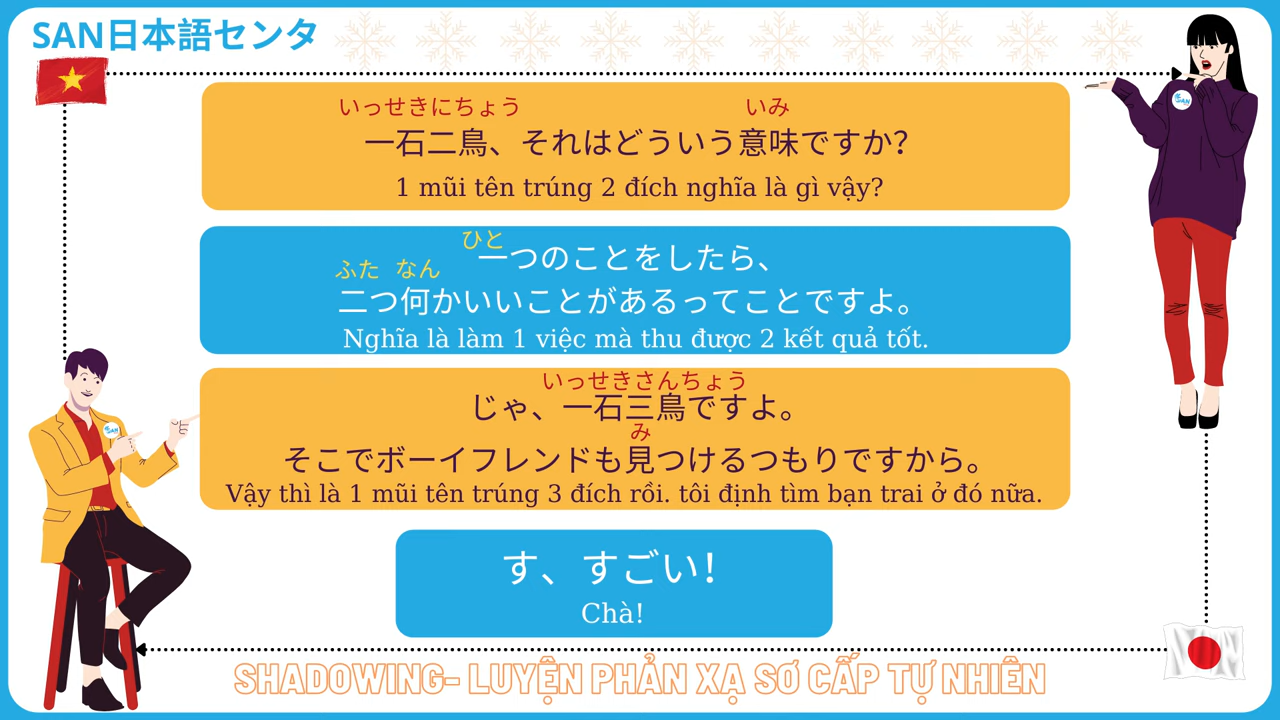 SAN日本語センタ
いっせきにちょう いみ
一石二鳥、それはどういう意味ですか?
1 mũi tên trúng 2 đích nghĩa là gì vậy?
ひと
一つのことをしたら、
ふた なん
二つ何かいいことがあるってことですよ。
Nghĩa là làm 1 việc mà thu được 2 kết quả tốt.
いっせきさんちょう
じゃ、一石三鳥ですよ。
み
そこでボーイフレンドも見つけるつもりですから。
Vậy thì là 1 mũi tên trúng 3 đích rồi. tôi định tìm bạn trai ở đó nữa.
す、すごい!
Chà!
SHADOWING- LUYỆN PHẢN XẠ SƠ CẤP TỰ NHIÊN
SAN
SAN